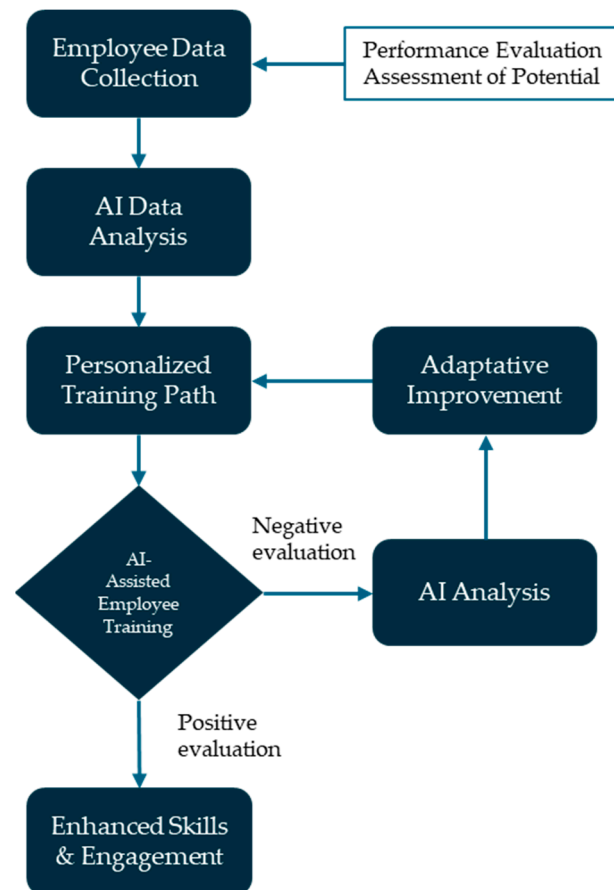 Employee Data
Collection
Performance Evaluation
Assessment of Potential
AI Data
Analysis
Personalized
Training Path
Adaptative
Improvement
AI-
Assisted
Employee
Training
Negative
evaluation
AI Analysis
Positive
evaluation
Enhanced Skills
& Engagement